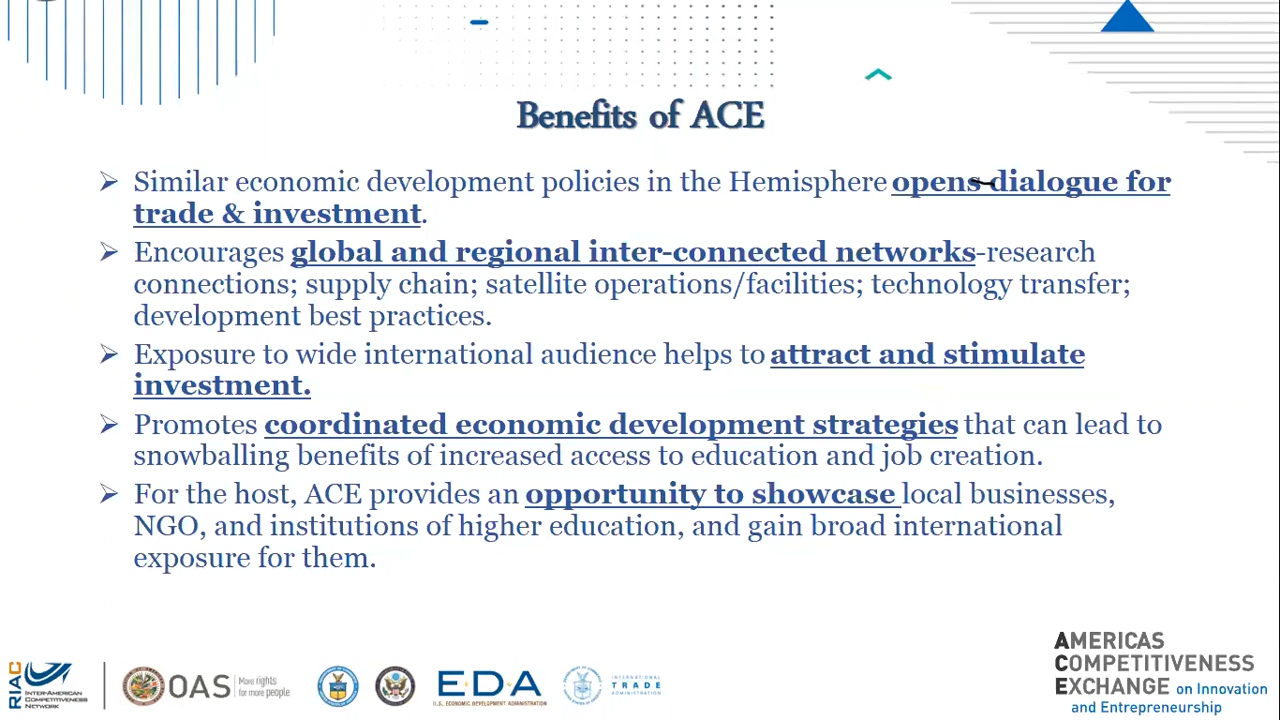 Benefits of ACE
Similar economic development policies in the Hemisphere opens dialogue for
trade & investment.
Encourages global and regional inter-connected networks-research
connections; supply chain; satellite operations/facilities; technology transfer;
development best practices.
Exposure to wide international audience helps to attract and stimulate
investment.
Promotes coordinated economic development strategies that can lead to
snowballing benefits of increased access to education and job creation.
For the host, ACE provides an opportunity to showcase local businesses,
NGO, and institutions of higher education, and gain broad international
exposure for them.
RIAC
INTER-AMERICAN
COMPETITIVENESS
NETWORK
OAS
More rights
for more people
EDA
U.S. ECONOMIC DEVELOPMENT ADMINISTRATION
INTERNATIONAL
TRADE
ADMINISTRATION
AMERICAS
COMPETITIVENESS
EXCHANGE on Innovation
and Entrepreneurship